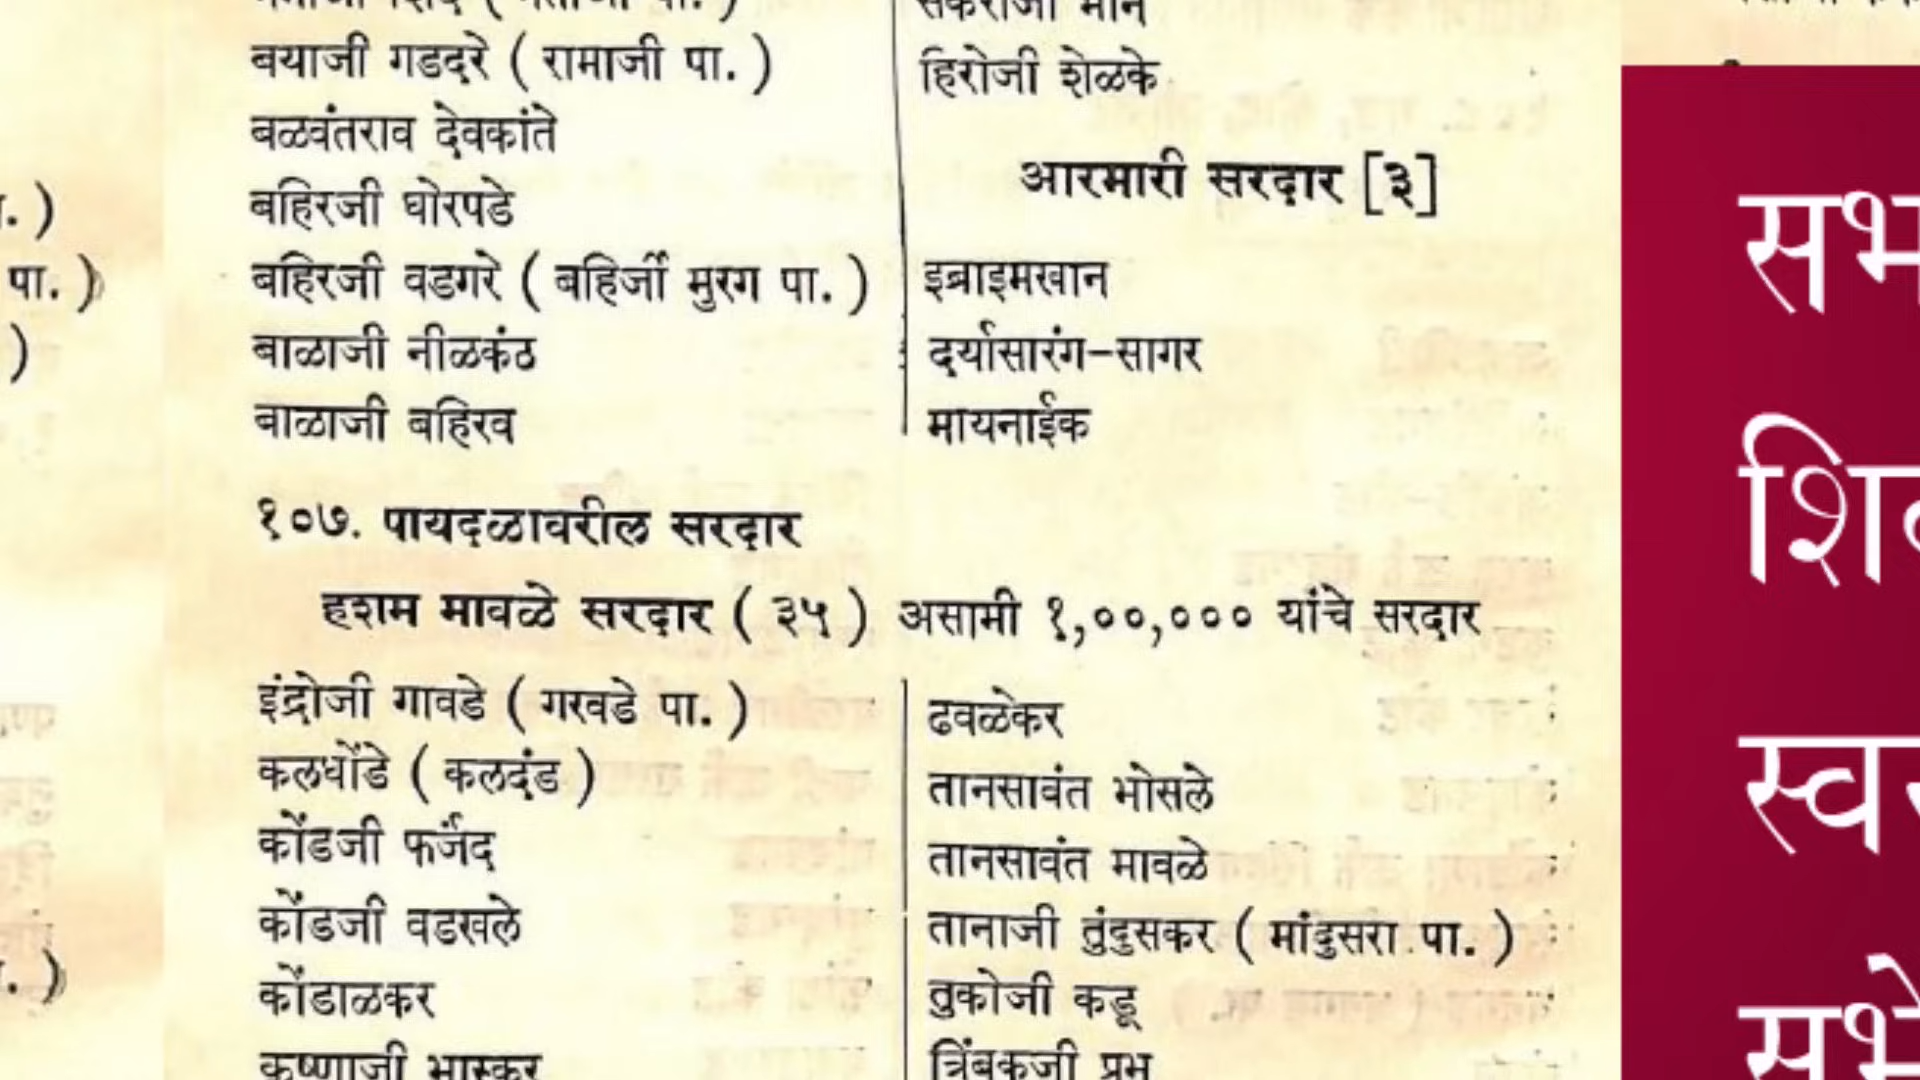 बयाजी गडदरे ( रामाजी पा. )
बळवंतराव देवकांते
बहिरजी घोरपडे
बहिरजी वडगरे ( बहिर्जी मुरग पा. )
बाळाजी नीळकंठ
बाळाजी बहिरव
हिरोजी शेळके
आरमारी सरदार [३]
इब्राइमखान
दर्यासारंग-सागर
मायनाईक
१०७. पायदळावरील सरदार
हशम मावळे सरदार ( ३५ ) असामी १,००,००० यांचे सरदार
इंद्रोजी गावडे ( गरवडे पा. )
कलधोंडे ( कलदंड )
कोंडजी फर्जंद
कोंडजी वडखले
कोंडाळकर
कृष्णाजी भास्कर
ढवळेकर
तानसावंत भोसले
तानसावंत मावळे
तानाजी तुंदुसकर ( मांदुसरा पा. )
तुकोजी कडू
त्रिंबकजी प्रभु
. )
पा. )
)
. )